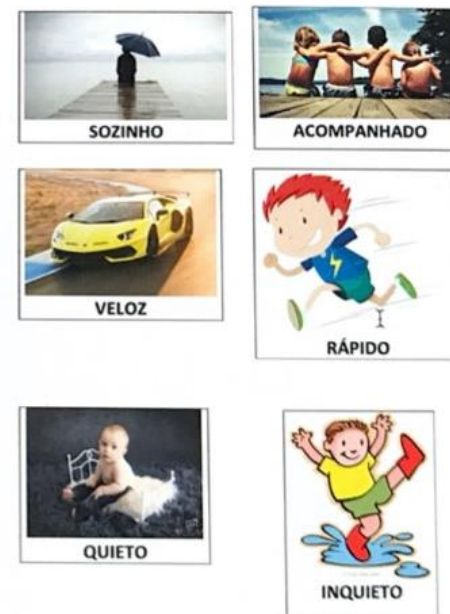 SOZINHO
ACOMPANHADO
VELOZ
RÁPIDO
QUIETO
INQUIETO